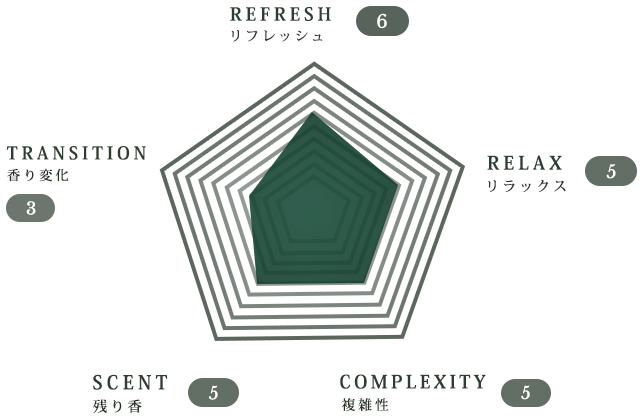 REFRESH
リフレッシュ
6
TRANSITION
香り変化
3
RELAX
リラックス
5
SCENT
残り香
5
COMPLEXITY
複雑性
5